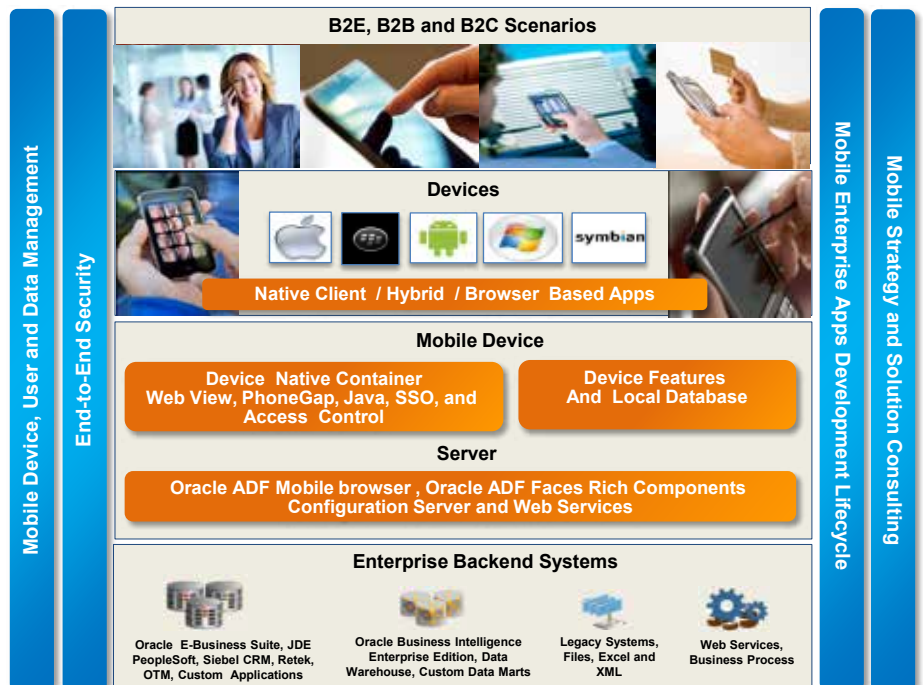 Mobile Device, User and Data Management
End-to-End Security
B2E, B2B and B2C Scenarios
Devices
symbian
Native Client / Hybrid / Browser Based Apps
Mobile Device
Device Native Container
Web View, PhoneGap, Java, SSO, and
Access Control
Device Features
And Local Database
Server
Oracle ADF Mobile browser , Oracle ADF Faces Rich Components
Configuration Server and Web Services
Enterprise Backend Systems
Oracle E-Business Suite, JDE
PeopleSoft, Siebel CRM, Retek,
OTM, Custom Applications
Oracle Business Intelligence
Enterprise Edition, Data
Warehouse, Custom Data Marts
Legacy Systems,
Files, Excel and
XML
Web Services,
Business Process
Mobile Enterprise Apps Development Lifecycle
Mobile Strategy and Solution Consulting